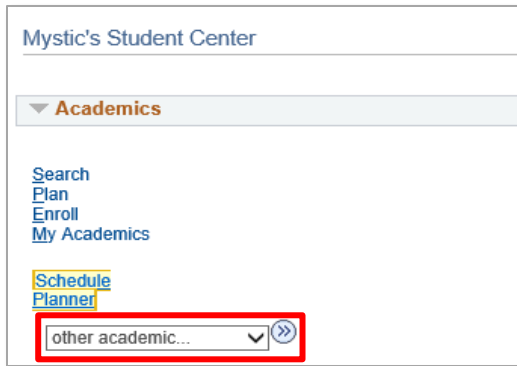 Mystic's Student Center
Academics
Search
Plan
Enroll
My Academics
Schedule
Planner
other academic...